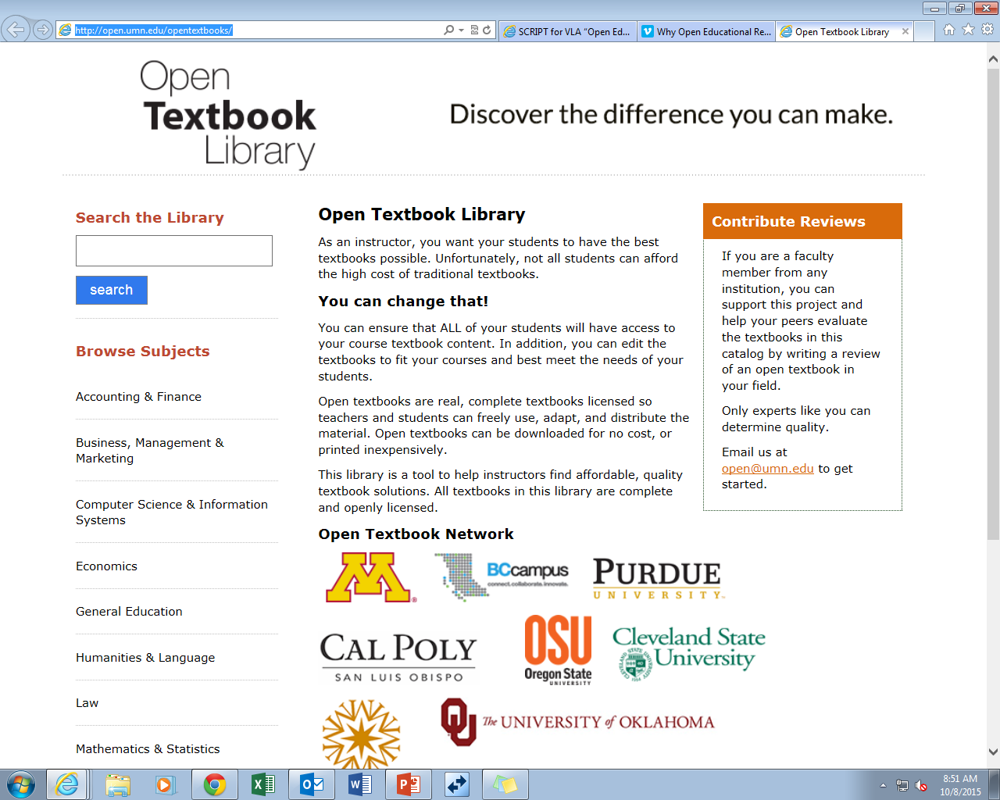 http://open.umn.edu/opentextbooks/
SCRIPT for VLA "Open Ed...
Why Open Educational Re...
Open Textbook Library
Open
Textbook
Library
Discover the difference you can make.
Search the Library
search
Browse Subjects
Accounting & Finance
Business, Management &
Marketing
Computer Science & Information
Systems
Economics
General Education
Humanities & Language
Law
Mathematics & Statistics
Open Textbook Library
As an instructor, you want your students to have the best
textbooks possible. Unfortunately, not all students can afford
the high cost of traditional textbooks.
You can change that!
You can ensure that ALL of your students will have access to
your course textbook content. In addition, you can edit the
textbooks to fit your courses and best meet the needs of your
students.
Open textbooks are real, complete textbooks licensed so
teachers and students can freely use, adapt, and distribute the
material. Open textbooks can be downloaded for no cost, or
printed inexpensively.
This library is a tool to help instructors find affordable, quality
textbook solutions. All textbooks in this library are complete
and openly licensed.
Open Textbook Network
M®
BCcampus
connect.collaborate.innovate.
PURDUE
UNIVERSITY
CAL POLY
SAN LUIS OBISPO
OSU
Oregon State
UNIVERSITY
Cleveland State
University
OU The UNIVERSITY of OKLAHOMA
Contribute Reviews
If you are a faculty
member from any
institution, you can
support this project and
help your peers evaluate
the textbooks in this
catalog by writing a review
of an open textbook in
your field.
Only experts like you can
determine quality.
Email us at
open@umn.edu to get
started.
8:51 AM
10/8/2015